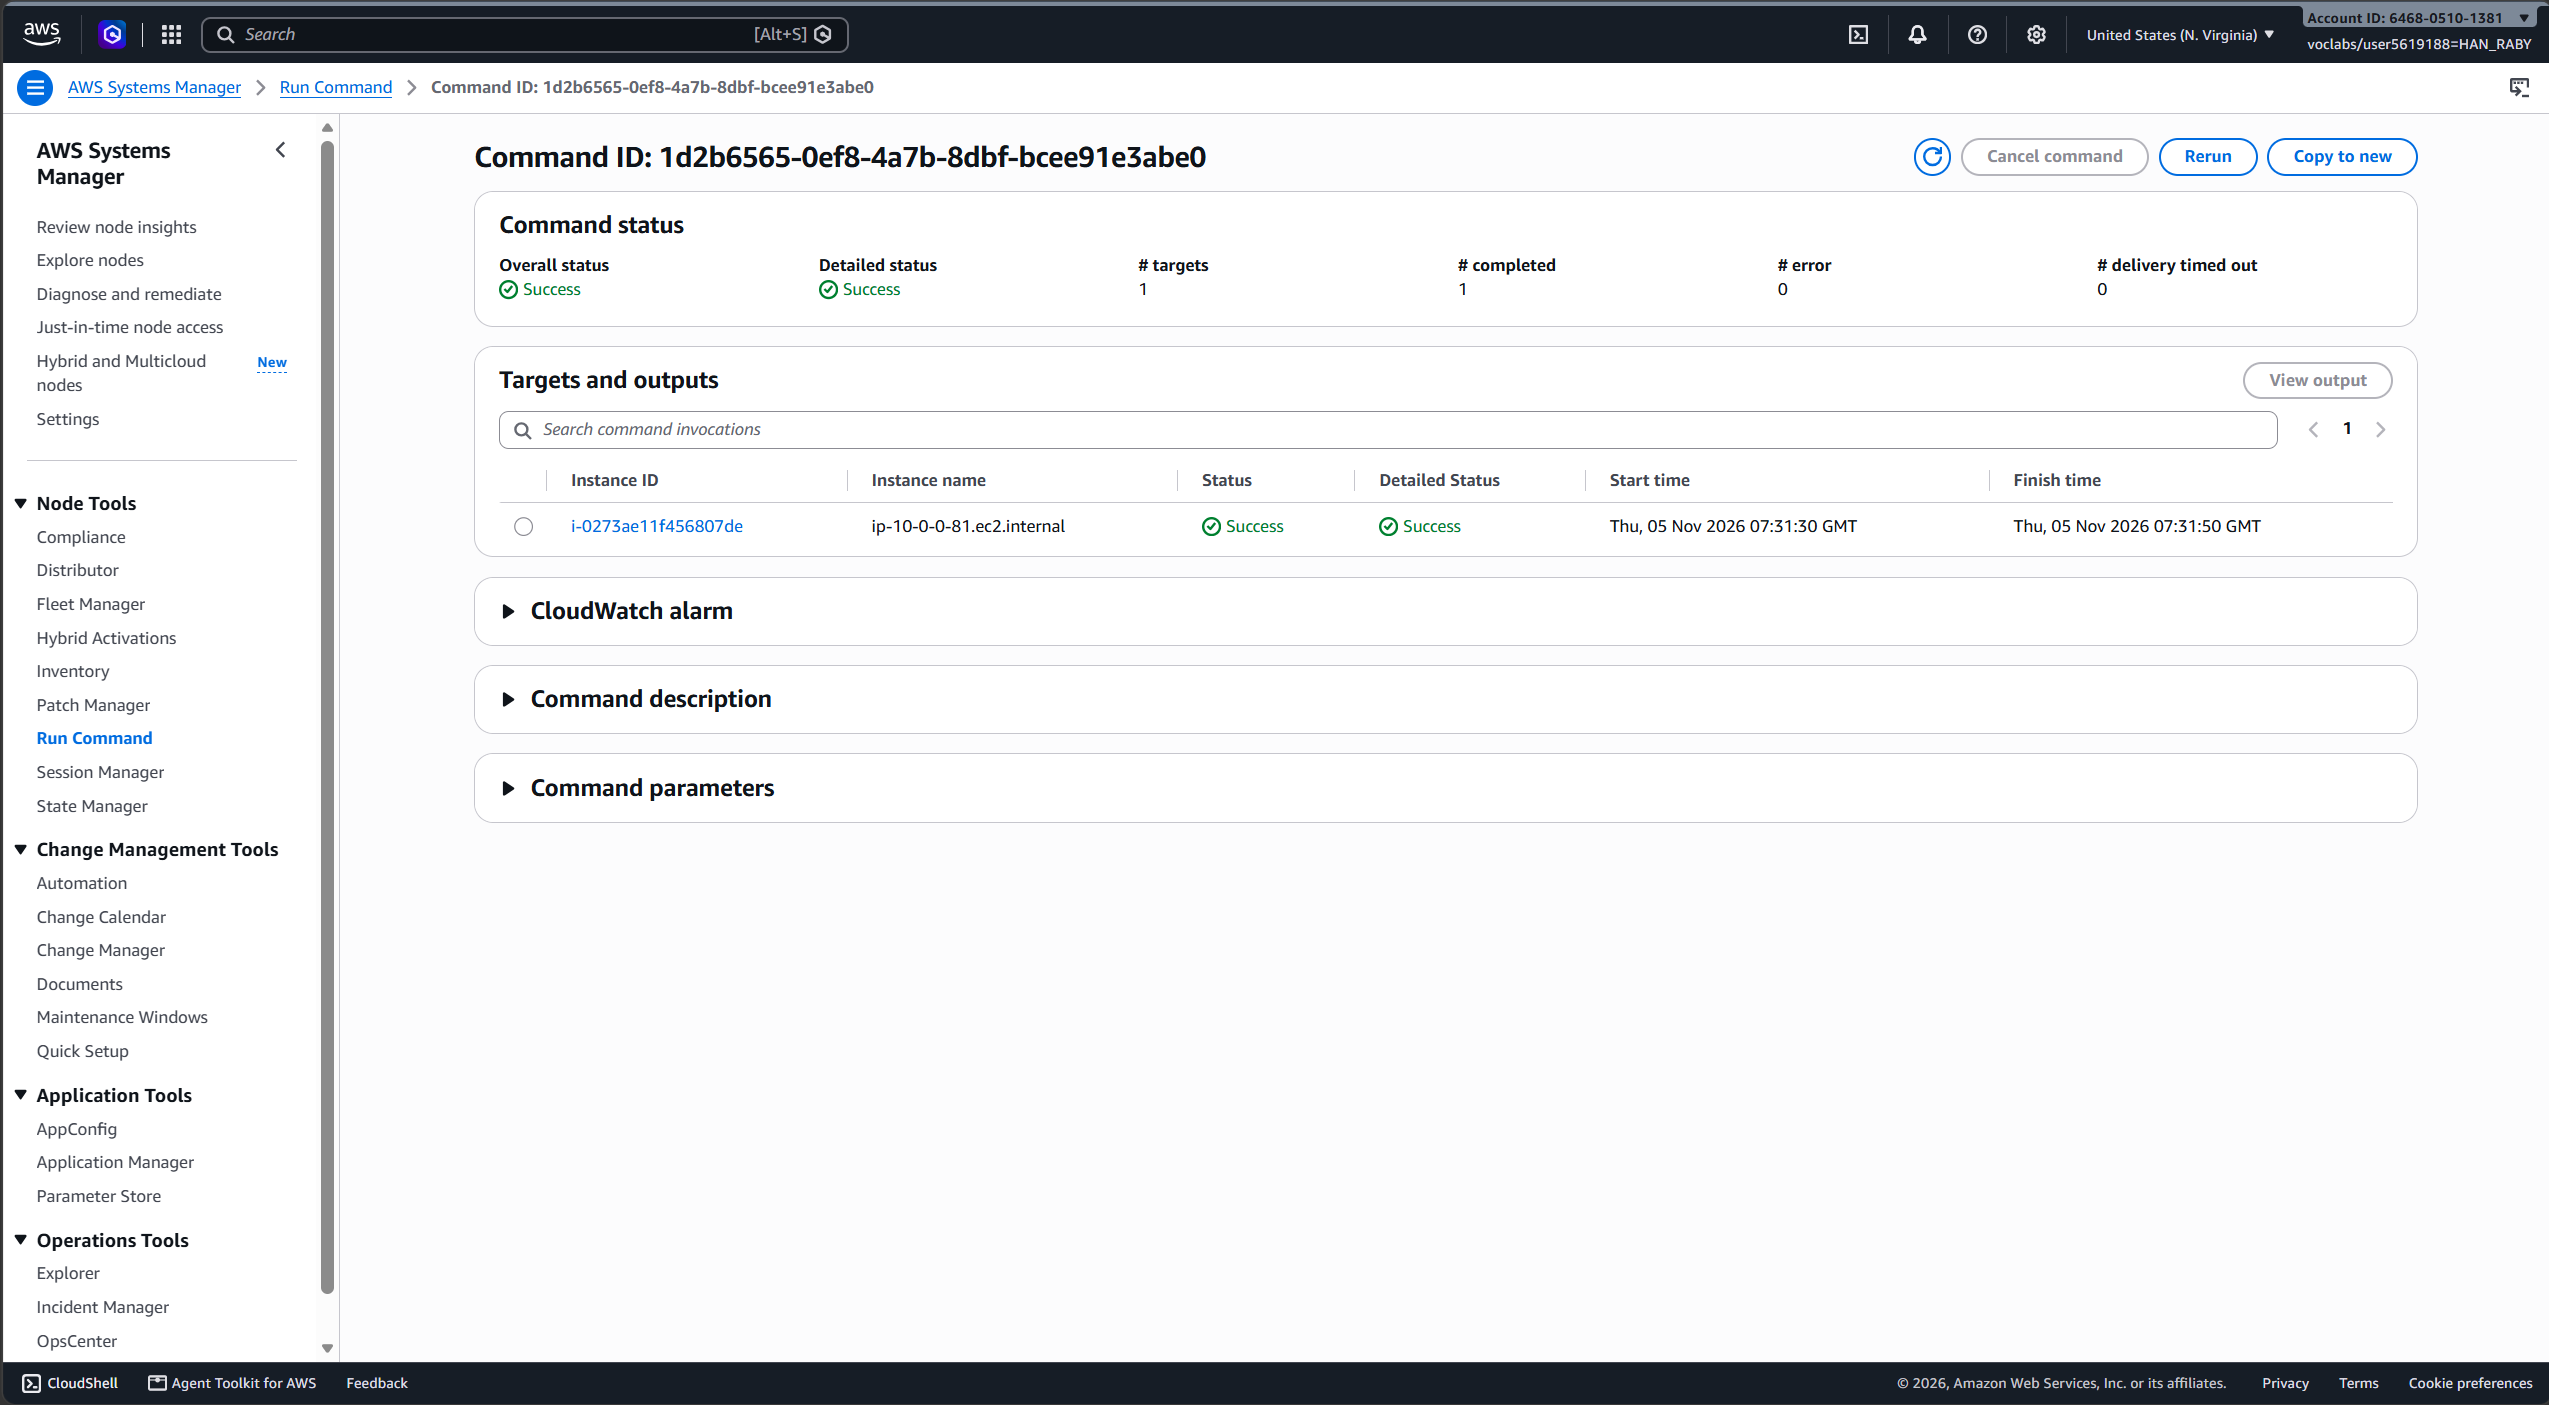 aws
Search [Alt+S]
United States (N. Virginia)
Account ID: 6468-0510-1381
voclabs/user5619188=HAN_RABY
AWS Systems Manager
Run Command
Command ID: 1d2b6565-0ef8-4a7b-8dbf-bcee91e3abe0
AWS Systems
Manager
Review node insights
Explore nodes
Diagnose and remediate
Just-in-time node access
Hybrid and Multicloud New
nodes
Settings
Node Tools
Compliance
Distributor
Fleet Manager
Hybrid Activations
Inventory
Patch Manager
Run Command
Session Manager
State Manager
Change Management Tools
Automation
Change Calendar
Change Manager
Documents
Maintenance Windows
Quick Setup
Application Tools
AppConfig
Application Manager
Parameter Store
Operations Tools
Explorer
Incident Manager
OpsCenter
Command ID: 1d2b6565-0ef8-4a7b-8dbf-bcee91e3abe0
Cancel command
Rerun
Copy to new
Command status
Overall status Detailed status # targets # completed # error # delivery timed out
Success Success 1 1 0 0
Targets and outputs
View output
Search command invocations
1
Instance ID Instance name Status Detailed Status Start time Finish time
i-0273ae11f456807de ip-10-0-0-81.ec2.internal Success Success Thu, 05 Nov 2026 07:31:30 GMT Thu, 05 Nov 2026 07:31:50 GMT
CloudWatch alarm
Command description
Command parameters
CloudShell Agent Toolkit for AWS Feedback © 2026, Amazon Web Services, Inc. or its affiliates. Privacy Terms Cookie preferences